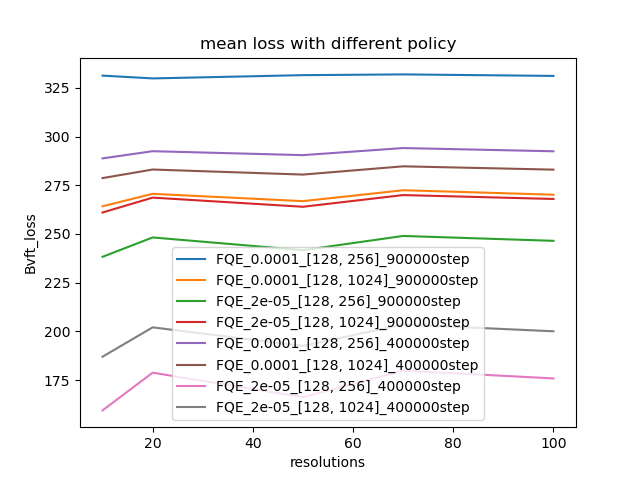 mean loss with different policy
Bvft_loss
325
300
275
250
225
200
175
FQE_0.0001_[128, 256]_900000step
FQE_0.0001_[128, 1024]_900000step
FQE_2e-05_[128, 256]_900000step
FQE_2e-05_[128, 1024]_900000step
FQE_0.0001_[128, 256]_400000step
FQE_0.0001_[128, 1024]_400000step
FQE_2e-05_[128, 256]_400000step
FQE_2e-05_[128, 1024]_400000step
20 40 60 80 100
resolutions